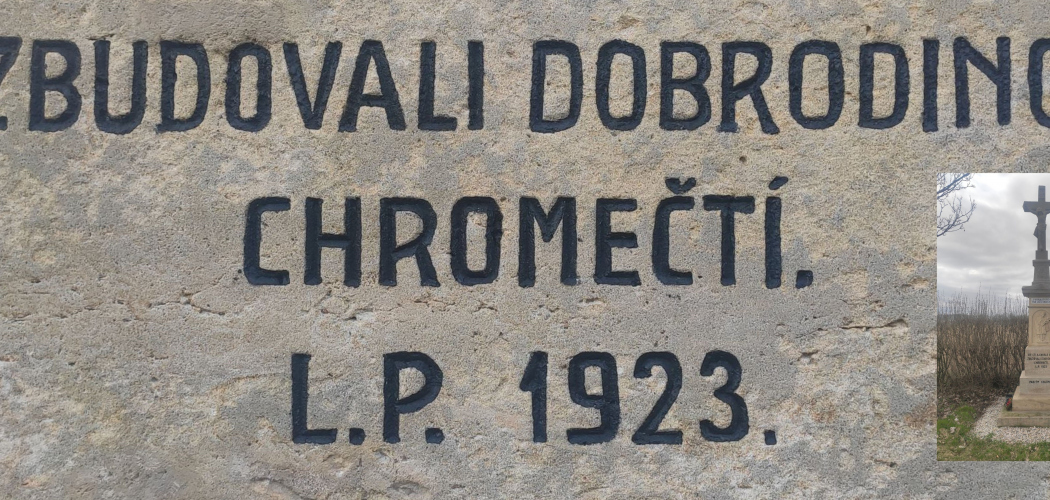 ZBUDOVALI DOBRODINC
CHROMEČTÍ.
L.P. 1923.